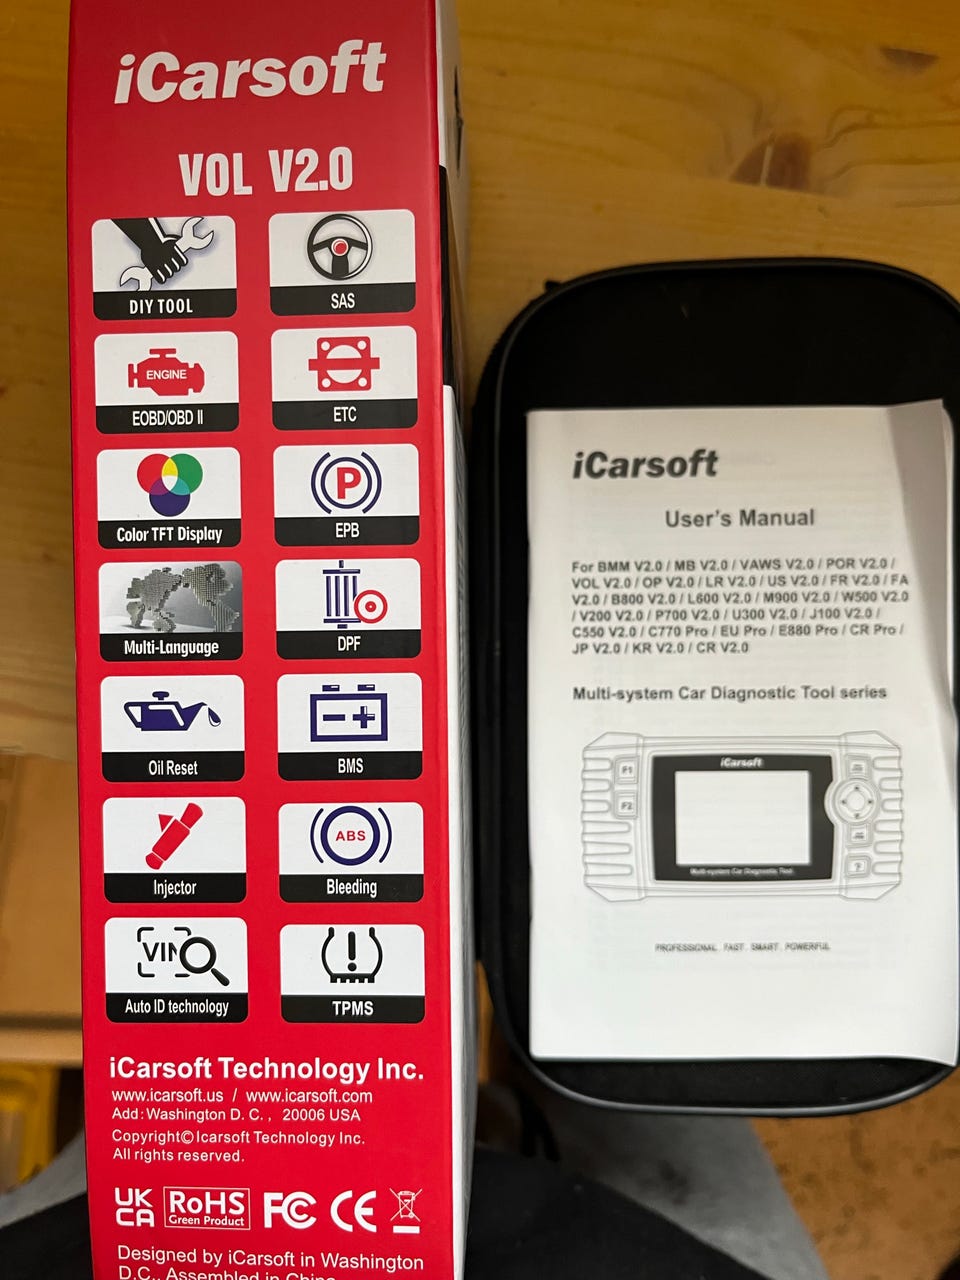 iCarsoft
VOL V2.0
DIY TOOL
SAS
ENGINE
EOBD/OBD II
ETC
Color TFT Display
P
EPB
Multi-Language
DPF
Oil Reset
BMS
Injector
ABS
Bleeding
VIN
Auto ID technology
TPMS
iCarsoft Technology Inc.
www.icarsoft.us / www.icarsoft.com
Add:Washington D. C. , 20006 USA
Copyright© Icarsoft Technology Inc.
All rights reserved.
UK
CA
RoHS
Green Product
FC
CE
Designed by iCarsoft in Washington
D.C., Assembled in China
iCarsoft
User's Manual
For BMM V2.0 / MB V2.0 / VAWS V2.0 / POR V2.0 /
VOL V2.0 / OP V2.0 / LR V2.0 / US V2.0 / FR V2.0 / FA
V2.0 / B800 V2.0 / L600 V2.0 / M900 V2.0 / W500 V2.0
/ V200 V2.0 / P700 V2.0 / U300 V2.0 / J100 V2.0 /
C550 V2.0 / C770 Pro / EU Pro / E880 Pro / CR Pro /
JP V2.0 / KR V2.0 / CR V2.0
Multi-system Car Diagnostic Tool series
iCarsoft
F1
F2
?
Multi-system Car Diagnostic Tool
PROFESSIONAL FAST SMART POWERFUL